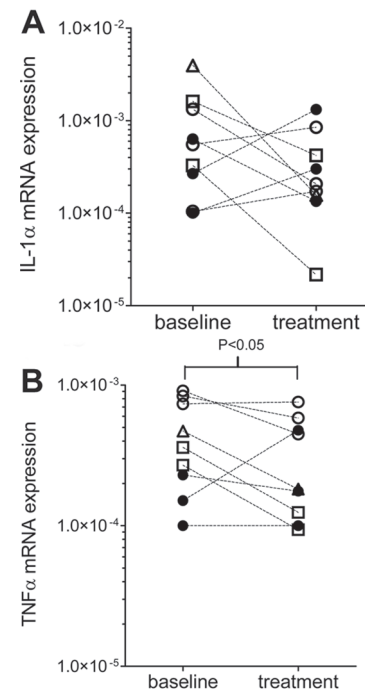 A
IL-1α mRNA expression
1.0×10⁻²
1.0×10⁻³
1.0×10⁻⁴
1.0×10⁻⁵
baseline treatment
P<0.05
B
TNFα mRNA expression
1.0×10⁻³
1.0×10⁻⁴
1.0×10⁻⁵
baseline treatment